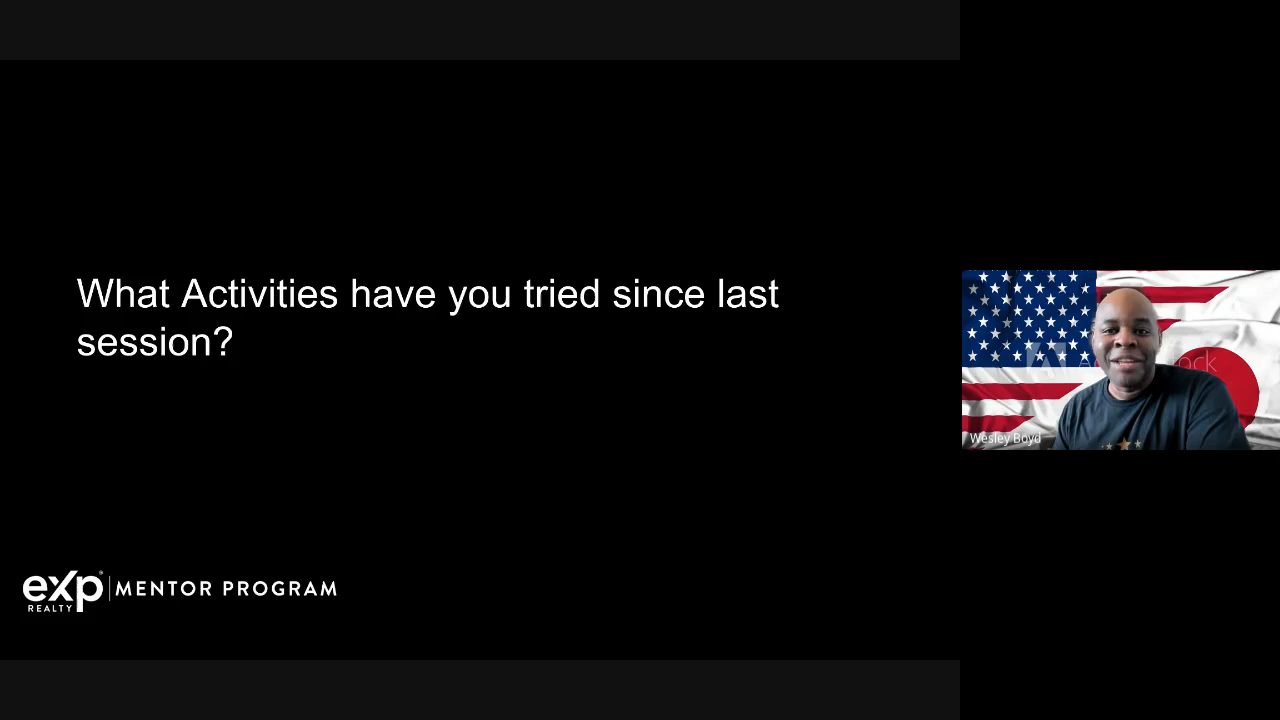 What Activities have you tried since last
session?
Wesley Boyd
eXp
REALTY
MENTOR PROGRAM